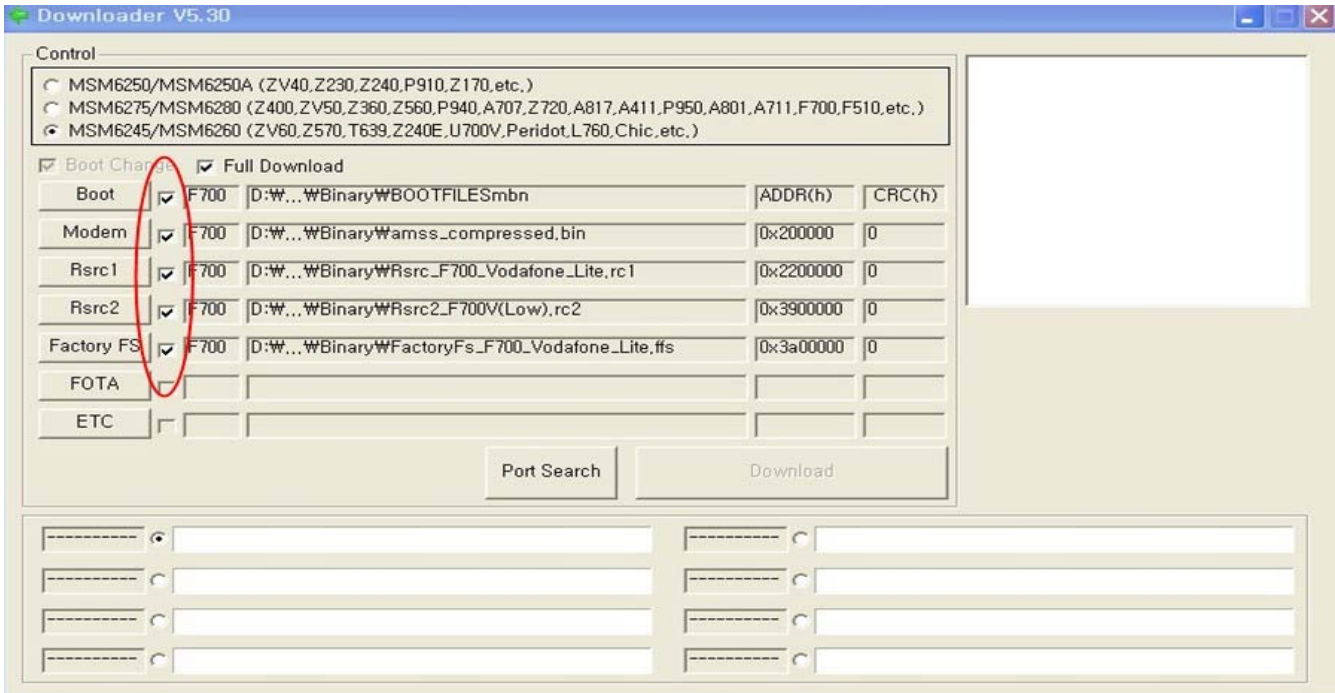 Downloader V5.30
Control
MSM6250/MSM6250A (ZV40,Z230,Z240,P910,Z170,etc,)
MSM6275/MSM6280 (Z400,ZV50,Z360,Z560,P940,A707,Z720,A817,A411,P950,A801,A711,F700,F510,etc,)
MSM6245/MSM6260 (ZV60,Z570,T639,Z240E,U700V,Peridot,L760,Chic,etc,)
Boot Change Full Download
Boot F700 D:₩...₩Binary₩BOOTFILESmbn ADDR(h) CRC(h)
Modem F700 D:₩...₩Binary₩amss_compressed,bin 0x200000 0
Rsrc1 F700 D:₩...₩Binary₩Rsrc_F700_Vodafone_Lite,rc1 0x2200000 0
Rsrc2 F700 D:₩...₩Binary₩Rsrc2_F700V(Low),rc2 0x3900000 0
Factory FS F700 D:₩...₩Binary₩FactoryFs_F700_Vodafone_Lite,ffs 0x3a00000 0
FOTA
ETC
Port Search Download
---------- ----------
---------- ----------
---------- ----------
---------- ----------